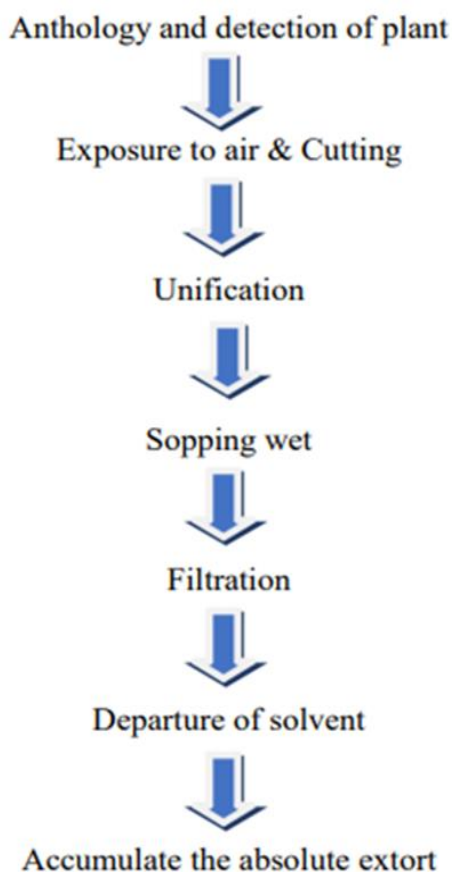 Anthology and detection of plant
Exposure to air & Cutting
Unification
Sopping wet
Filtration
Departure of solvent
Accumulate the absolute extort